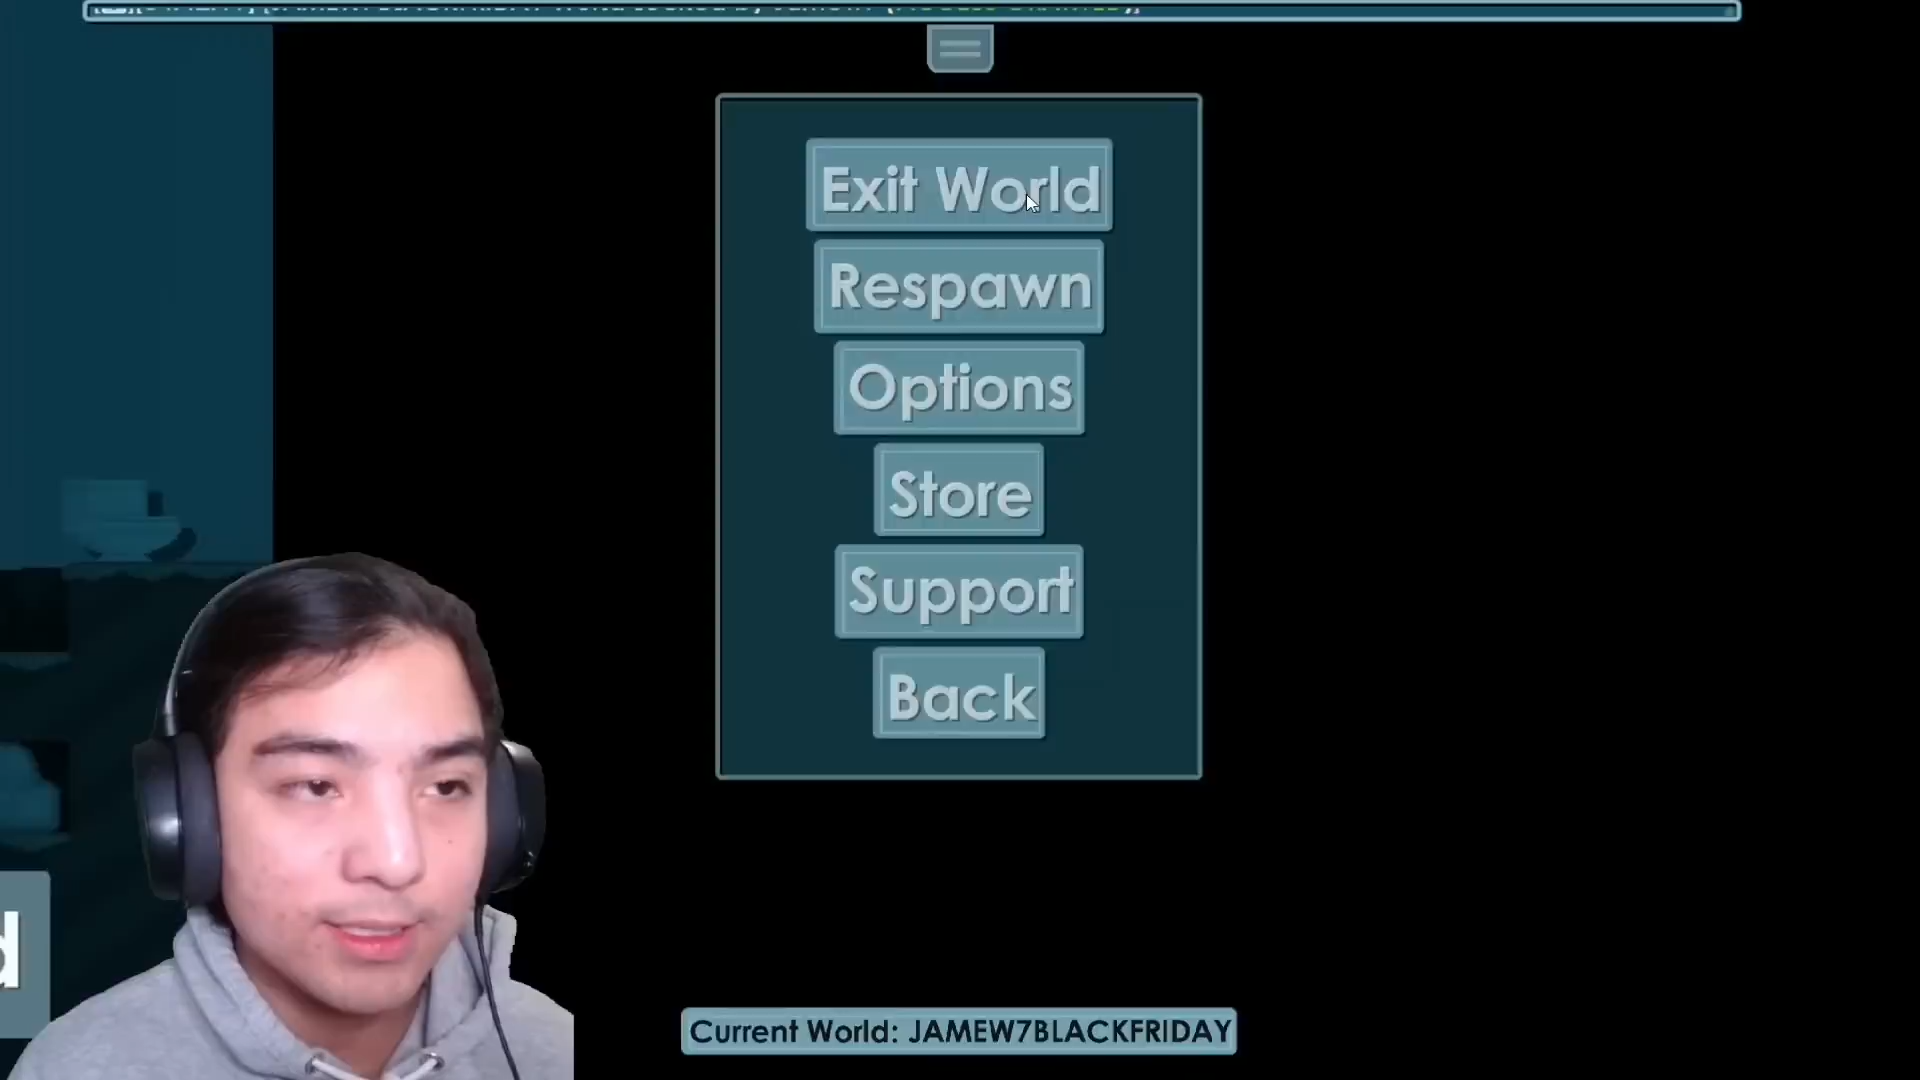 Exit World
Respawn
Options
Store
Support
Back
d
Current World: JAMEW7BLACKFRIDAY